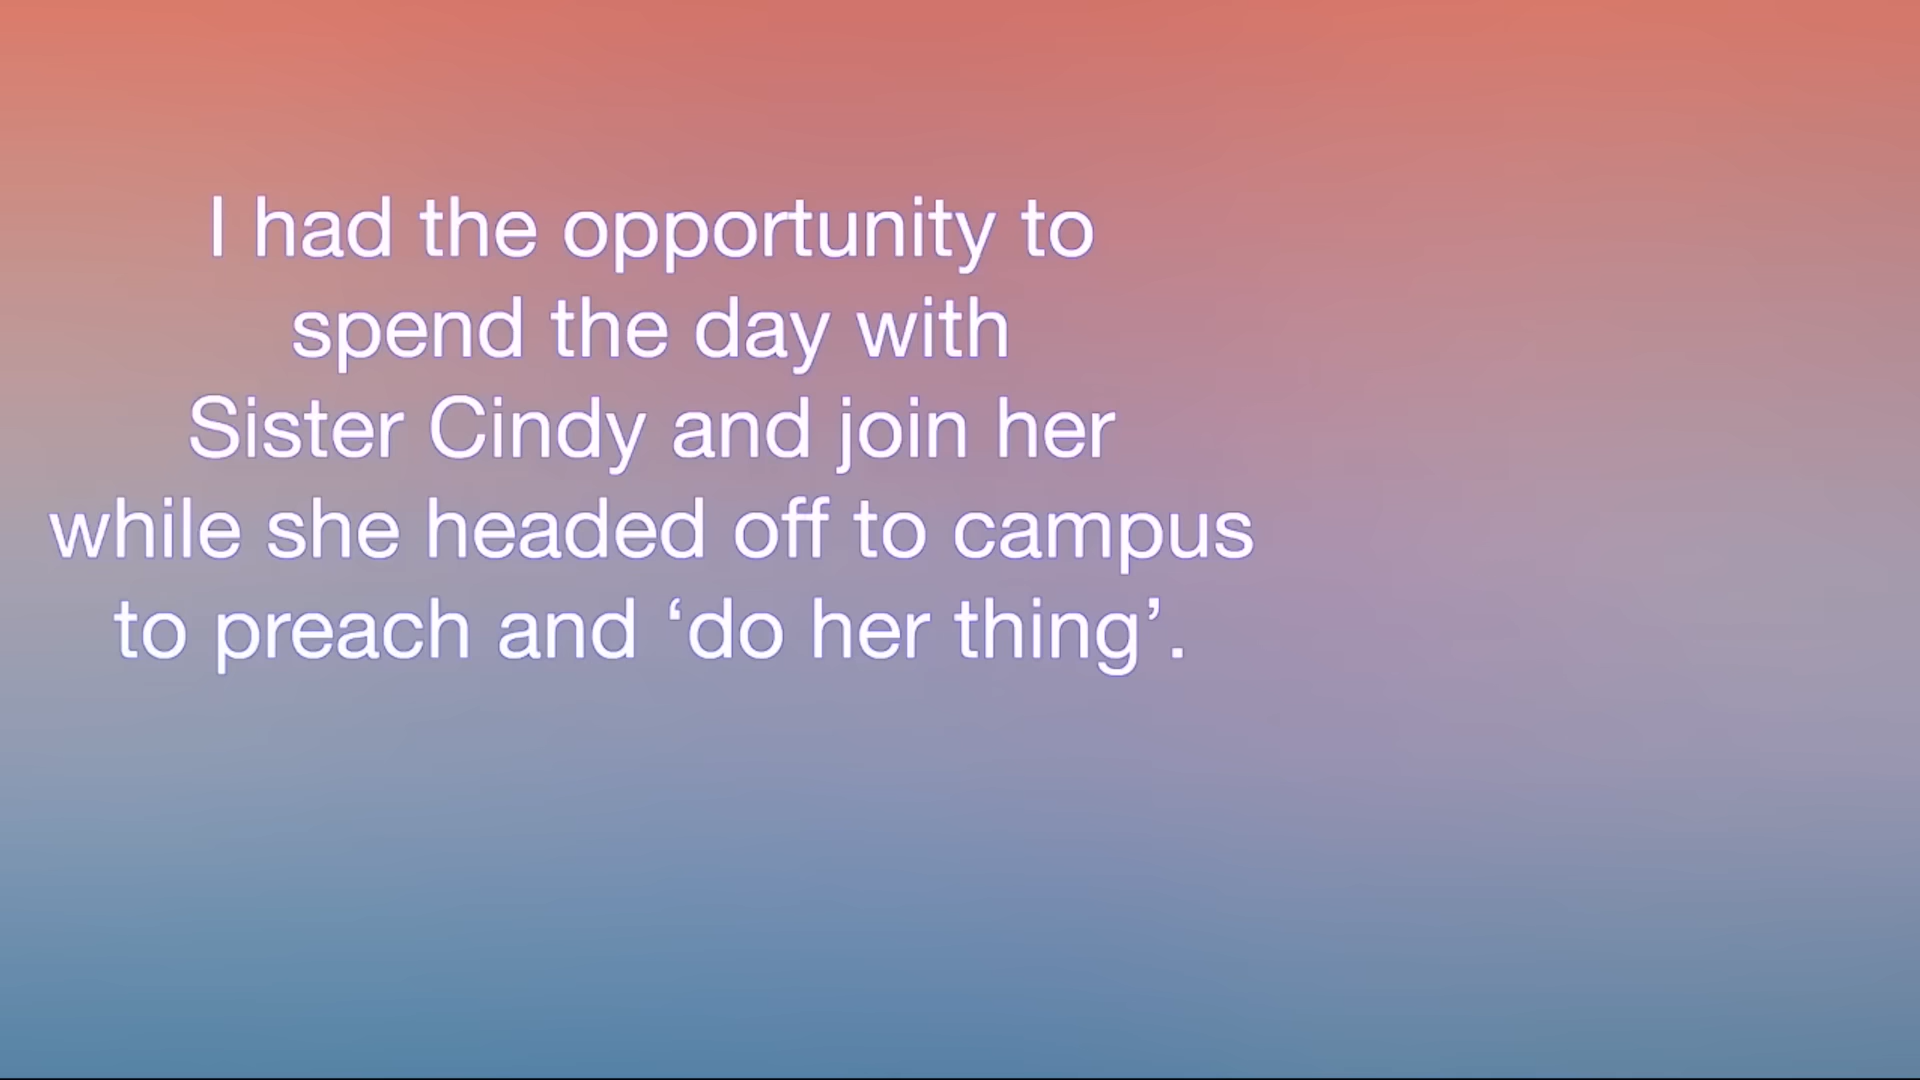 I had the opportunity to
spend the day with
Sister Cindy and join her
while she headed off to campus
to preach and ‘do her thing’.